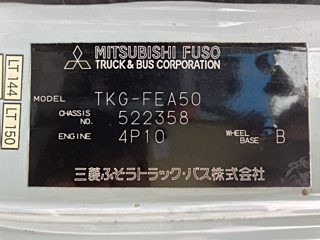 MITSUBISHI FUSO
TRUCK & BUS CORPORATION
MODEL TKG-FEA50
CHASSIS NO. 522358
ENGINE 4P10 WHEEL BASE B
三菱ふそうトラック・バス株式会社
LT144
LT150